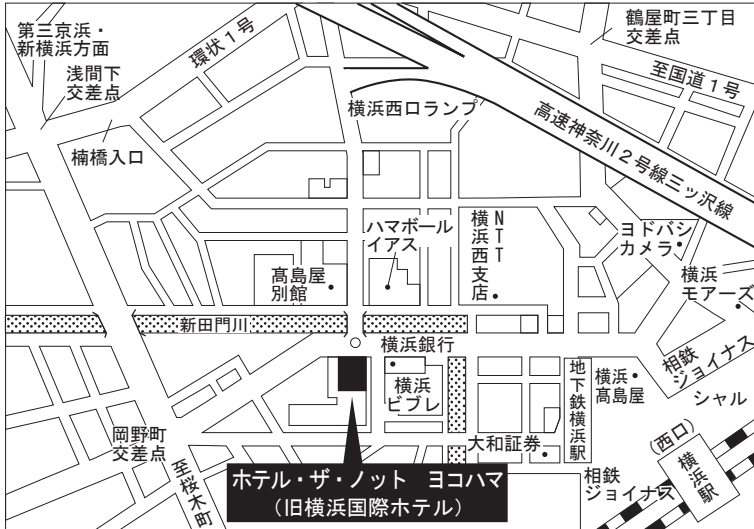 第三京浜・
新横浜方面
環状1号
鶴屋町三丁目
交差点
浅間下
交差点
至国道1号
横浜西口ランプ
高速神奈川2号線三ツ沢線
楠橋入口
ハマボール
イアス
NTT
横浜西支店
ヨドバシ
カメラ
髙島屋
別館
横浜
モアーズ
新田間川
横浜銀行
相鉄
ジョイナス
横浜
ビブレ
地下鉄横浜駅
横浜
髙島屋
シャル
岡野町
交差点
大和証券
(西口)
横浜駅
至桜木町
ホテル・ザ・ノット ヨコハマ
(旧横浜国際ホテル)
相鉄
ジョイナス